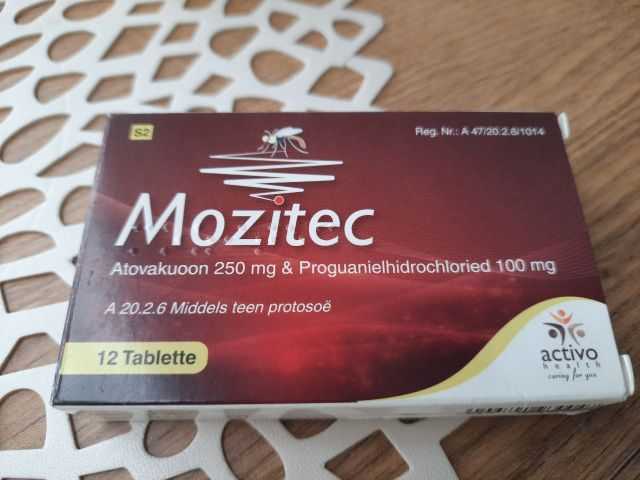 S2
Reg. Nr.: A 47/20.2.6/1014
Mozitec
Atovakuoon 250 mg & Proguanielhidrochloried 100 mg
A 20.2.6 Middels teen protosoë
12 Tablette
activo
health
caring for you